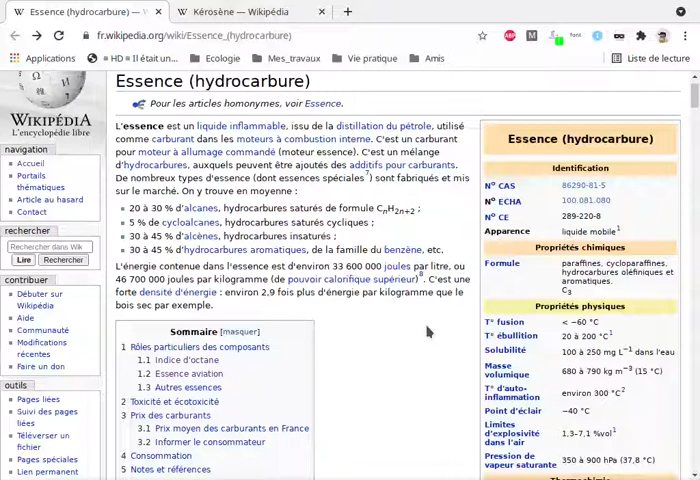 Essence (hydrocarbure) —
Kérosène — Wikipédia
fr.wikipedia.org/wiki/Essence_(hydrocarbure)
Applications
= HD = Il était un...
Ecologie
Mes_travaux
Vie pratique
Amis
Liste de lecture
WIKIPÉDIA
L'encyclopédie libre
navigation
Accueil
Portails
thématiques
Article au hasard
Contact
rechercher
Rechercher dans Wik
Lire
Rechercher
contribuer
Débuter sur
Wikipédia
Aide
Communauté
Modifications
récentes
Faire un don
outils
Pages liées
Suivi des pages
liées
Téléverser un
fichier
Pages spéciales
Lien permanent
Essence (hydrocarbure)
Pour les articles homonymes, voir Essence.
L'essence est un liquide inflammable, issu de la distillation du pétrole, utilisé
comme carburant dans les moteurs à combustion interne. C'est un carburant
pour moteur à allumage commandé (moteur essence). C'est un mélange
d'hydrocarbures, auxquels peuvent être ajoutés des additifs pour carburants.
De nombreux types d'essence (dont essences spéciales7) sont fabriqués et mis
sur le marché. On y trouve en moyenne :
20 à 30 % d'alcanes, hydrocarbures saturés de formule CnH2n+2 ;
5 % de cycloalcanes, hydrocarbures saturés cycliques ;
30 à 45 % d'alcènes, hydrocarbures insaturés ;
30 à 45 % d'hydrocarbures aromatiques, de la famille du benzène, etc.
L'énergie contenue dans l'essence est d'environ 33 600 000 joules par litre, ou
46 700 000 joules par kilogramme (de pouvoir calorifique supérieur)8. C'est une
forte densité d'énergie : environ 2,9 fois plus d'énergie par kilogramme que le
bois sec par exemple.
Sommaire [masquer]
1 Rôles particuliers des composants
1.1 Indice d'octane
1.2 Essence aviation
1.3 Autres essences
2 Toxicité et écotoxicité
3 Prix des carburants
3.1 Prix moyen des carburants en France
3.2 Informer le consommateur
4 Consommation
5 Notes et références
Essence (hydrocarbure)
Identification
No CAS 86290-81-5
No ECHA 100.081.080
No CE 289-220-8
Apparence liquide mobile1
Propriétés chimiques
Formule paraffines, cycloparaffines,
hydrocarbures oléfiniques et
aromatiques.
C3
Propriétés physiques
T° fusion < −60 °C
T° ébullition 20 à 200 °C1
Solubilité 100 à 250 mg L−1 dans l'eau
Masse
volumique 680 à 790 kg m−3 (15 °C)
T° d'auto-
inflammation environ 300 °C2
Point d'éclair −40 °C
Limites
d'explosivité
dans l'air 1,3–7,1 %vol1
Pression de
vapeur saturante 350 à 900 hPa (37,8 °C)